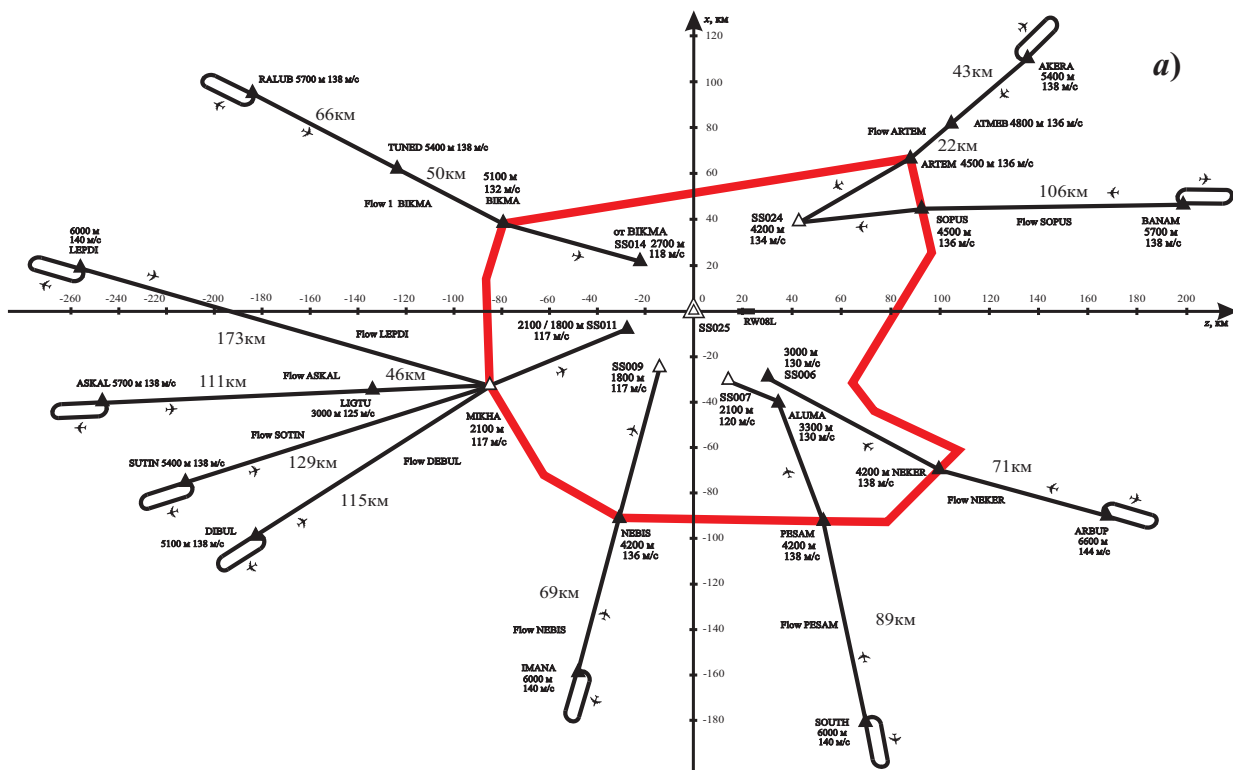 x, км
а)
120
100
80
60
40
20
0
-20
-40
-60
-80
-100
-120
-140
-160
-180
-260
-240
-220
-200
-180
-160
-140
-120
-100
-80
-60
-40
-20
0
20
40
60
80
100
120
140
160
180
200
z, км
RALUB 5700 м 138 м/с
66км
TUNED 5400 м 138 м/с
50км
Flow 1 BIKMA
5100 м
132 м/с
BIKMA
от BIKMA
SS014
2700 м
118 м/с
43км
AKERA
5400 м
138 м/с
ATMEB 4800 м 136 м/с
Flow ARTEM
22км
ARTEM 4500 м 136 м/с
106км
SS024
4200 м
134 м/с
SOPUS
4500 м
136 м/с
Flow SOPUS
BANAM
5700 м
138 м/с
6000 м
140 м/с
LEPDI
Flow LEPDI
173км
2100 / 1800 м SS011
117 м/с
SS025
RW08L
ASKAL 5700 м 138 м/с
111км
Flow ASKAL
46км
LIGTU
3000 м 125 м/с
MIKHA
2100 м
117 м/с
Flow SOTIN
129км
SUTIN 5400 м 138 м/с
Flow DEBUL
115км
DIBUL
5100 м 138 м/с
SS009
1800 м
117 м/с
SS007
2100 м
120 м/с
3000 м
130 м/с
SS006
ALUMA
3300 м
130 м/с
4200 м NEKER
138 м/с
71км
Flow NEKER
ARBUP
6600 м
144 м/с
NEBIS
4200 м
136 м/с
PESAM
4200 м
138 м/с
69км
Flow NEBIS
Flow PESAM
89км
IMANA
6000 м
140 м/с
SOUTH
6000 м
140 м/с